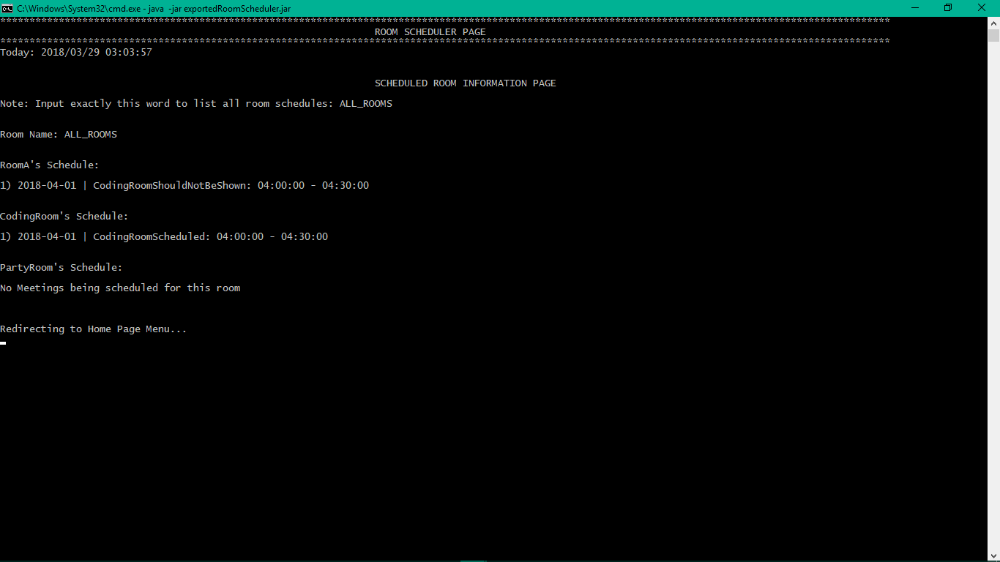 C:\Windows\System32\cmd.exe - java  -jar exportedRoomScheduler.jar
********************************************************************************************************************************************************
ROOM SCHEDULER PAGE
********************************************************************************************************************************************************
Today: 2018/03/29 03:03:57
SCHEDULED ROOM INFORMATION PAGE
Note: Input exactly this word to list all room schedules: ALL_ROOMS
Room Name: ALL_ROOMS
RoomA's Schedule:
1) 2018-04-01 | CodingRoomShouldNotBeShown: 04:00:00 - 04:30:00
CodingRoom's Schedule:
1) 2018-04-01 | CodingRoomScheduled: 04:00:00 - 04:30:00
PartyRoom's Schedule:
No Meetings being scheduled for this room
Redirecting to Home Page Menu...